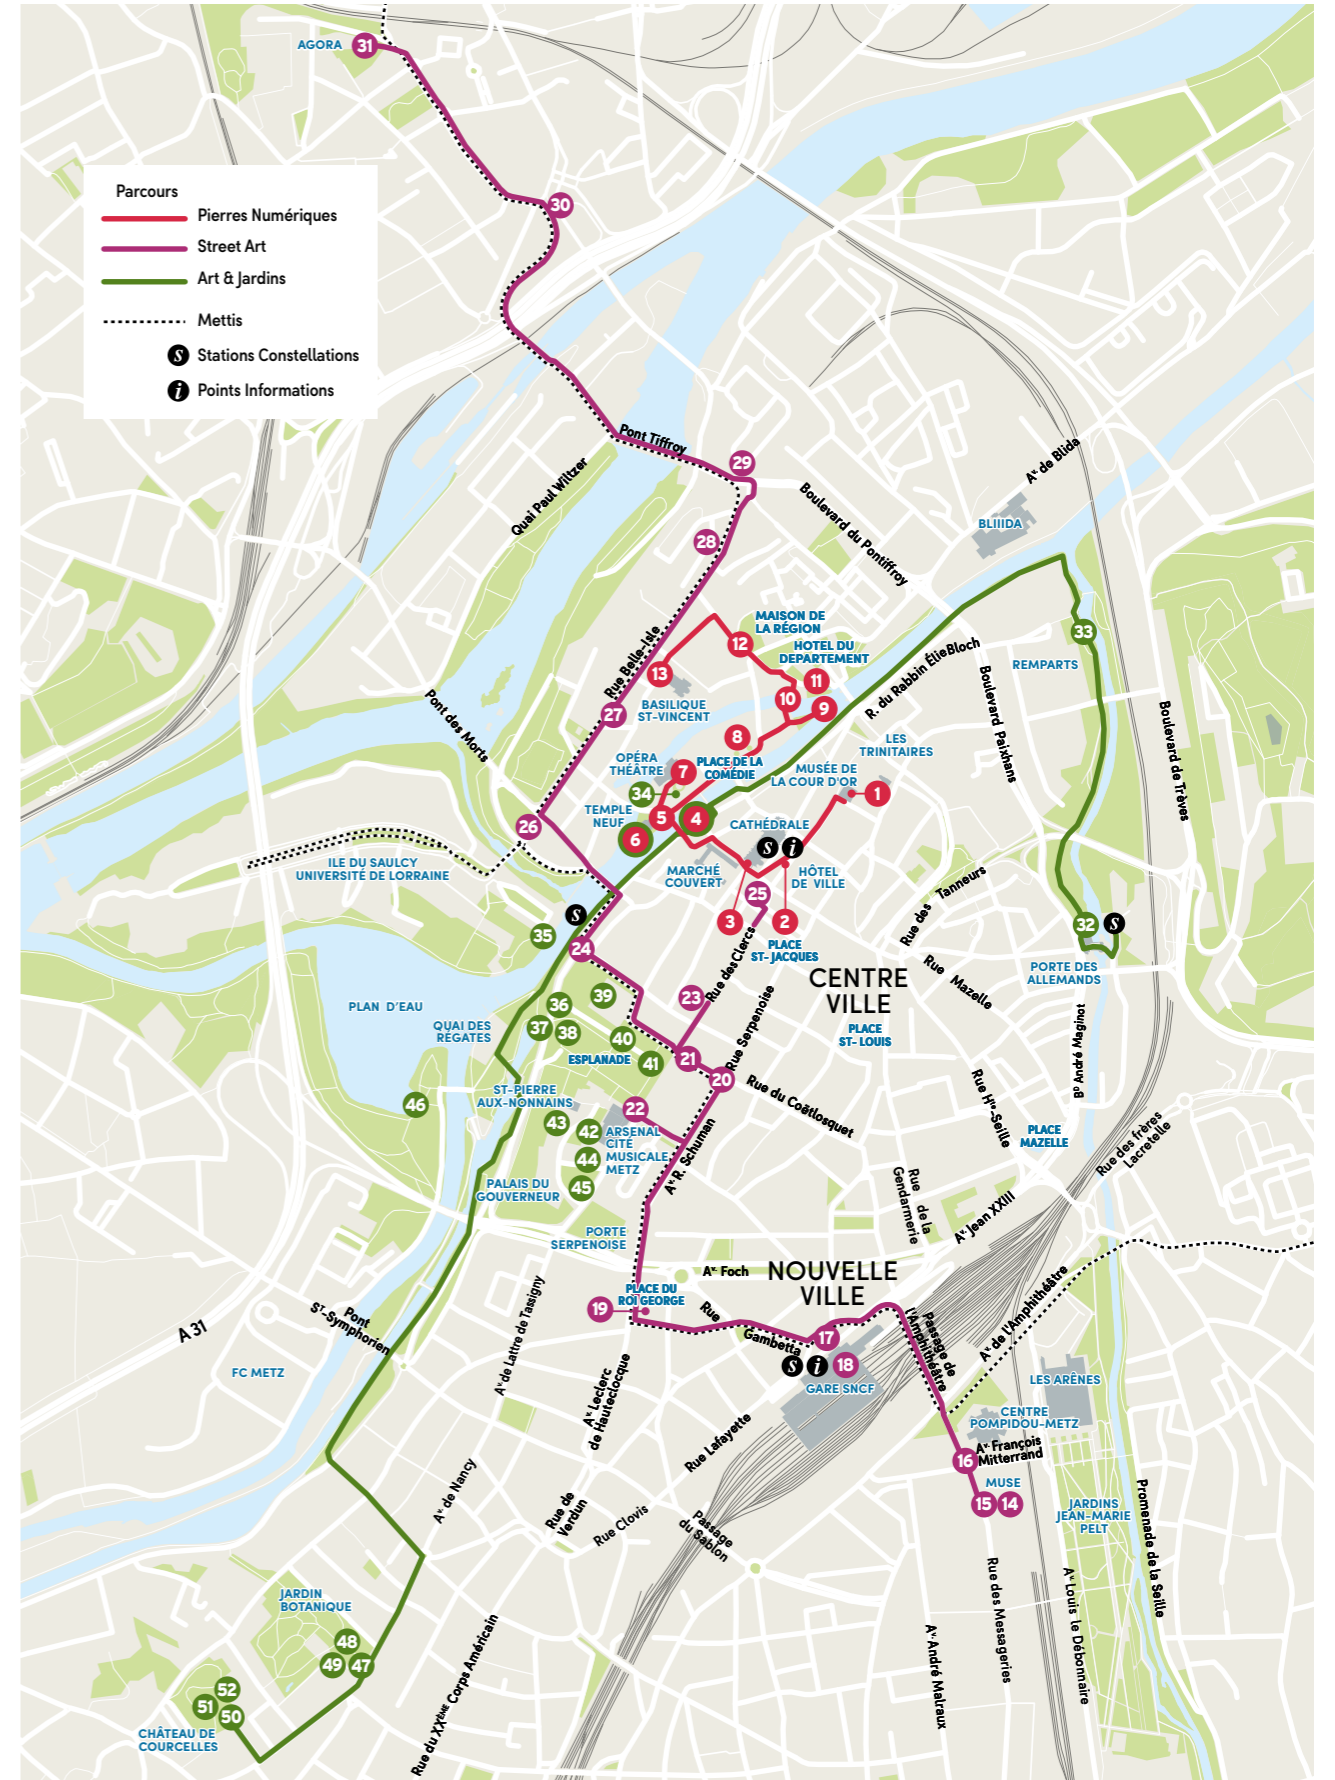 AGORA
31
Parcours
Pierres Numériques
Street Art
Art & Jardins
Mettis
S Stations Constellations
i Points Informations
30
Pont Tiffroy
29
Quai Paul Wiltzer
28
Boulevard du Pontiffroy
Aᵛ de Blida
BLIIIDA
MAISON DE
LA RÉGION
12
HOTEL DU
DEPARTEMENT
11
13
10
9
BASILIQUE
ST-VINCENT
Rue Belle-Isle
27
8
R. du Rabbin Élie Bloch
33
REMPARTS
Boulevard Paixhans
Boulevard de Trèves
Pont des Morts
OPÉRA
THÉÂTRE
7
PLACE DE LA
COMÉDIE
LES
TRINITAIRES
MUSÉE DE
LA COUR D'OR
1
34
TEMPLE
NEUF
5
4
6
CATHÉDRALE
S i
26
ILE DU SAULCY
UNIVERSITÉ DE LORRAINE
MARCHÉ
COUVERT
HÔTEL
DE VILLE
25
3
2
PLACE
ST-JACQUES
Rue des Tanneurs
32 S
PORTE DES
ALLEMANDS
S
35
24
Rue des Clercs
CENTRE
VILLE
Rue Mazelle
PLAN D'EAU
QUAI DES
RÉGATES
36
39
23
37
38
40
ESPLANADE
41
21
20
Rue Serpenoise
PLACE
ST-LOUIS
Bᴰ André Maginot
Rue du Coëtlosquet
Rue Hᵗᵉ-Seille
PLACE
MAZELLE
Rue des frères
Lacretelle
46
ST-PIERRE
AUX-NONNAINS
43
42
22
ARSENAL
CITÉ
MUSICALE
METZ
44
45
PALAIS DU
GOUVERNEUR
Aᵛ R. Schuman
Rue
de la
Gendarmerie
Aᵛ Jean XXIII
PORTE
SERPENOISE
Aᵛ Foch
NOUVELLE
VILLE
PLACE DU
ROI GEORGE
19
Rue
Gambetta
17
S i 18
GARE SNCF
Passage de
l'Amphithéâtre
Aᵛ de l'Amphithéâtre
LES ARÈNES
A 31
Pont
Sᵀ-Symphorien
FC METZ
Aᵛ de Lattre de Tassigny
Aᵛ Leclerc
de Hauteclocque
CENTRE
POMPIDOU-METZ
Aᵛ François
Mitterrand
16
MUSE
15 14
Rue Lafayette
JARDINS
JEAN-MARIE
PELT
Promenade de la Seille
Aᵛ de Nancy
Rue de
Verdun
Rue Clovis
Passage
du Sablon
Rue des Messageries
Aᵛ Louis le Débonnaire
Aᵛ André Malraux
JARDIN
BOTANIQUE
48
49 47
52
51
50
CHÂTEAU DE
COURCELLES
Rue du XXᴱᴹᴱ Corps Américain